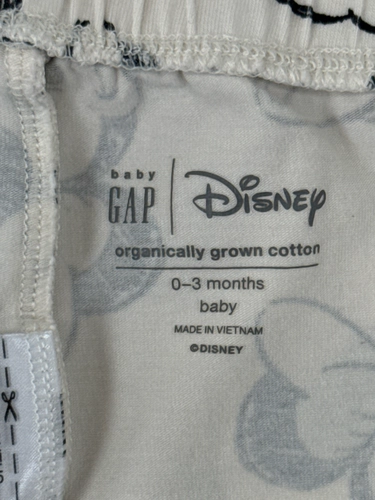 baby
GAP
Disney
organically grown cotton
0–3 months
baby
MADE IN VIETNAM
©DISNEY